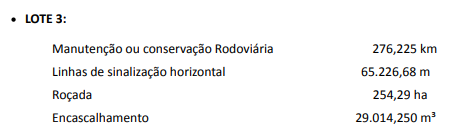 • LOTE 3:
Manutenção ou conservação Rodoviária 276,225 km
Linhas de sinalização horizontal 65.226,68 m
Roçada 254,29 ha
Encascalhamento 29.014,250 m³